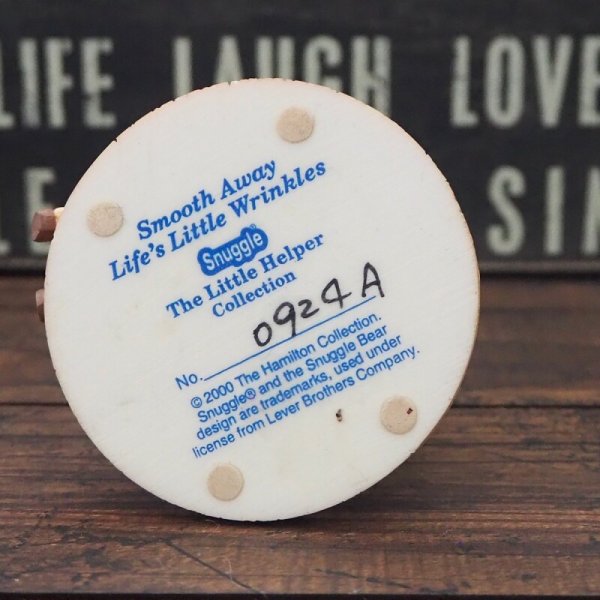 LIFE LAUGH LOVE
Smooth Away
Life's Little Wrinkles
Snuggle
The Little Helper
Collection
No. 0924A
© 2000 The Hamilton Collection.
Snuggle® and the Snuggle Bear
design are trademarks, used under
license from Lever Brothers Company.